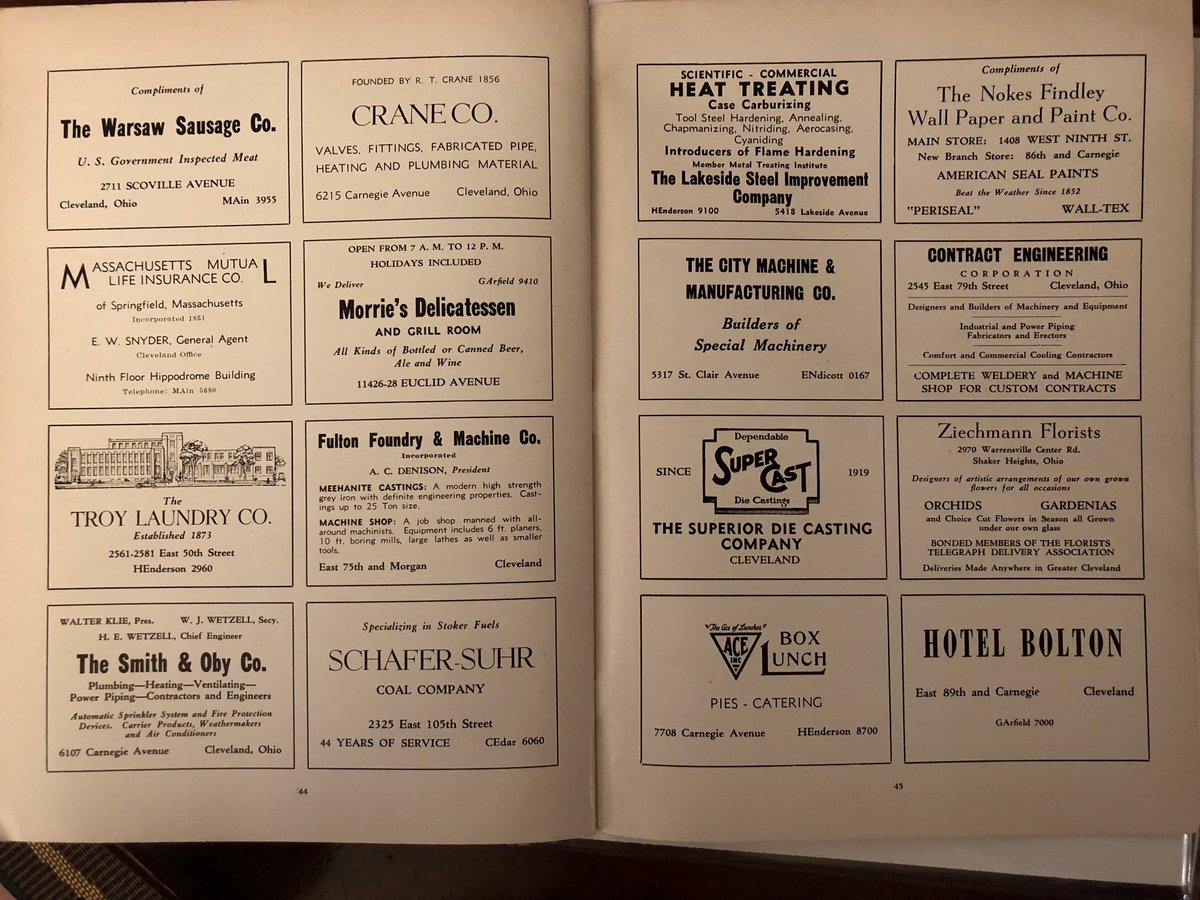 Compliments of
The Warsaw Sausage Co.
U. S. Government Inspected Meat
2711 SCOVILLE AVENUE
Cleveland, Ohio MAin 3955
FOUNDED BY R. T. CRANE 1856
CRANE CO.
VALVES, FITTINGS, FABRICATED PIPE,
HEATING AND PLUMBING MATERIAL
6215 Carnegie Avenue Cleveland, Ohio
MASSACHUSETTS MUTUAL
LIFE INSURANCE CO.
of Springfield, Massachusetts
Incorporated 1851
E. W. SNYDER, General Agent
Cleveland Office
Ninth Floor Hippodrome Building
Telephone: MAin 5680
OPEN FROM 7 A. M. TO 12 P. M.
HOLIDAYS INCLUDED
We Deliver GArfield 9410
Morrie's Delicatessen
AND GRILL ROOM
All Kinds of Bottled or Canned Beer,
Ale and Wine
11426-28 EUCLID AVENUE
The
TROY LAUNDRY CO.
Established 1873
2561-2581 East 50th Street
HEnderson 2960
Fulton Foundry & Machine Co.
Incorporated
A. C. DENISON, President
MEEHANITE CASTINGS: A modern high strength
grey iron with definite engineering properties. Cast-
ings up to 25 Ton size.
MACHINE SHOP: A job shop manned with all-
around machinists. Equipment includes 6 ft. planers,
10 ft. boring mills, large lathes as well as smaller
tools.
East 75th and Morgan Cleveland
WALTER KLIE, Pres. W. J. WETZELL, Secy.
H. E. WETZELL, Chief Engineer
The Smith & Oby Co.
Plumbing—Heating—Ventilating—
Power Piping—Contractors and Engineers
Automatic Sprinkler System and Fire Protection
Devices. Carrier Products, Weathermakers
and Air Conditioners
6107 Carnegie Avenue Cleveland, Ohio
Specializing in Stoker Fuels
SCHAFER-SUHR
COAL COMPANY
2325 East 105th Street
44 YEARS OF SERVICE CEdar 6060
44
SCIENTIFIC - COMMERCIAL
HEAT TREATING
Case Carburizing
Tool Steel Hardening, Annealing,
Chapmanizing, Nitriding, Aerocasing,
Cyaniding
Introducers of Flame Hardening
Member Metal Treating Institute
The Lakeside Steel Improvement
Company
HEnderson 9100 5418 Lakeside Avenue
Compliments of
The Nokes Findley
Wall Paper and Paint Co.
MAIN STORE: 1408 WEST NINTH ST.
New Branch Store: 86th and Carnegie
AMERICAN SEAL PAINTS
Beat the Weather Since 1852
"PERISEAL" WALL-TEX
THE CITY MACHINE &
MANUFACTURING CO.
Builders of
Special Machinery
5317 St. Clair Avenue ENdicott 0167
CONTRACT ENGINEERING
CORPORATION
2545 East 79th Street Cleveland, Ohio
Designers and Builders of Machinery and Equipment
Industrial and Power Piping
Fabricators and Erectors
Comfort and Commercial Cooling Contractors
COMPLETE WELDERY and MACHINE
SHOP FOR CUSTOM CONTRACTS
Dependable
SINCE SUPER CAST 1919
Die Castings
THE SUPERIOR DIE CASTING
COMPANY
CLEVELAND
Ziechmann Florists
2970 Warrensville Center Rd.
Shaker Heights, Ohio
Designers of artistic arrangements of our own grown
flowers for all occasions
ORCHIDS GARDENIAS
and Choice Cut Flowers in Season all Grown
under our own glass
BONDED MEMBERS OF THE FLORISTS
TELEGRAPH DELIVERY ASSOCIATION
Deliveries Made Anywhere in Greater Cleveland
"The Ace of Lunches"
ACE INC BOX LUNCH
PIES - CATERING
7708 Carnegie Avenue HEnderson 8700
HOTEL BOLTON
East 89th and Carnegie Cleveland
GArfield 7000
45